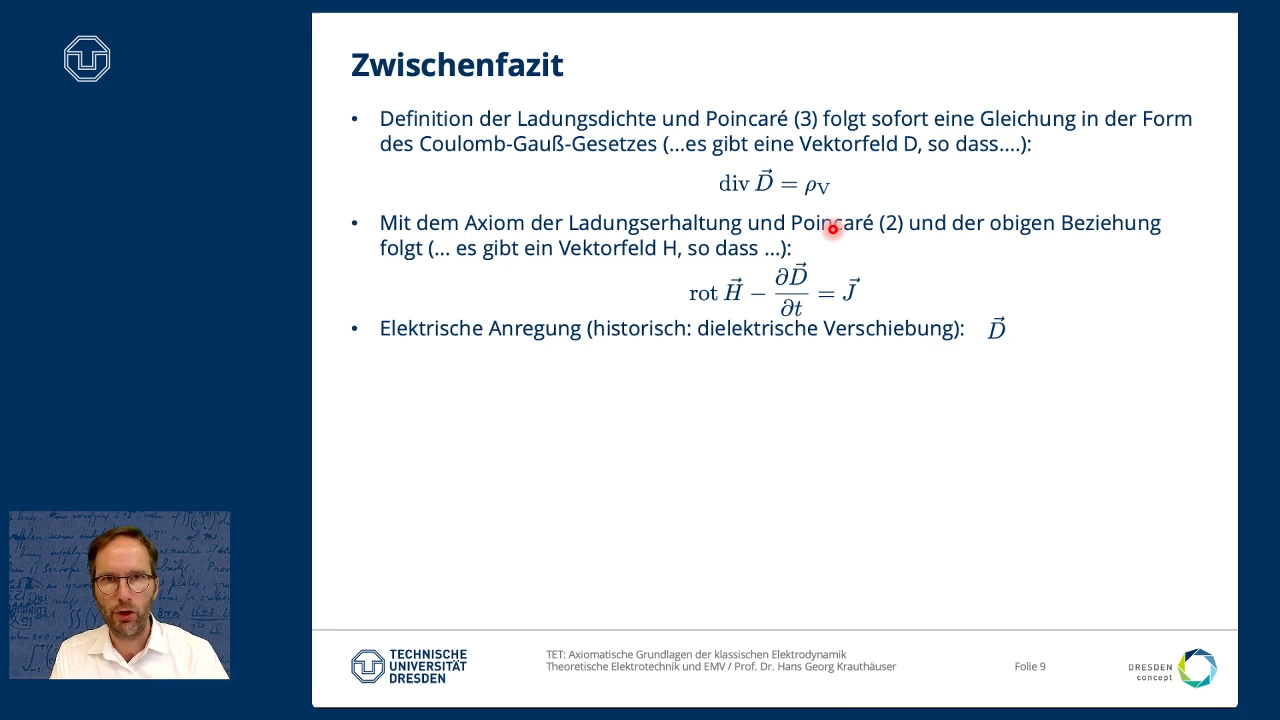 Zwischenfazit
• Definition der Ladungsdichte und Poincaré (3) folgt sofort eine Gleichung in der Form
des Coulomb-Gauß-Gesetzes (...es gibt eine Vektorfeld D, so dass....):
div D⃗ = ρ_V
• Mit dem Axiom der Ladungserhaltung und Poincaré (2) und der obigen Beziehung
folgt (... es gibt ein Vektorfeld H, so dass ...):
rot H⃗ − ∂D⃗/∂t = J⃗
• Elektrische Anregung (historisch: dielektrische Verschiebung): D⃗
TECHNISCHE
UNIVERSITÄT
DRESDEN
TET: Axiomatische Grundlagen der klassischen Elektrodynamik
Theoretische Elektrotechnik und EMV / Prof. Dr. Hans Georg Krauthäuser
Folie 9
DRESDEN
concept